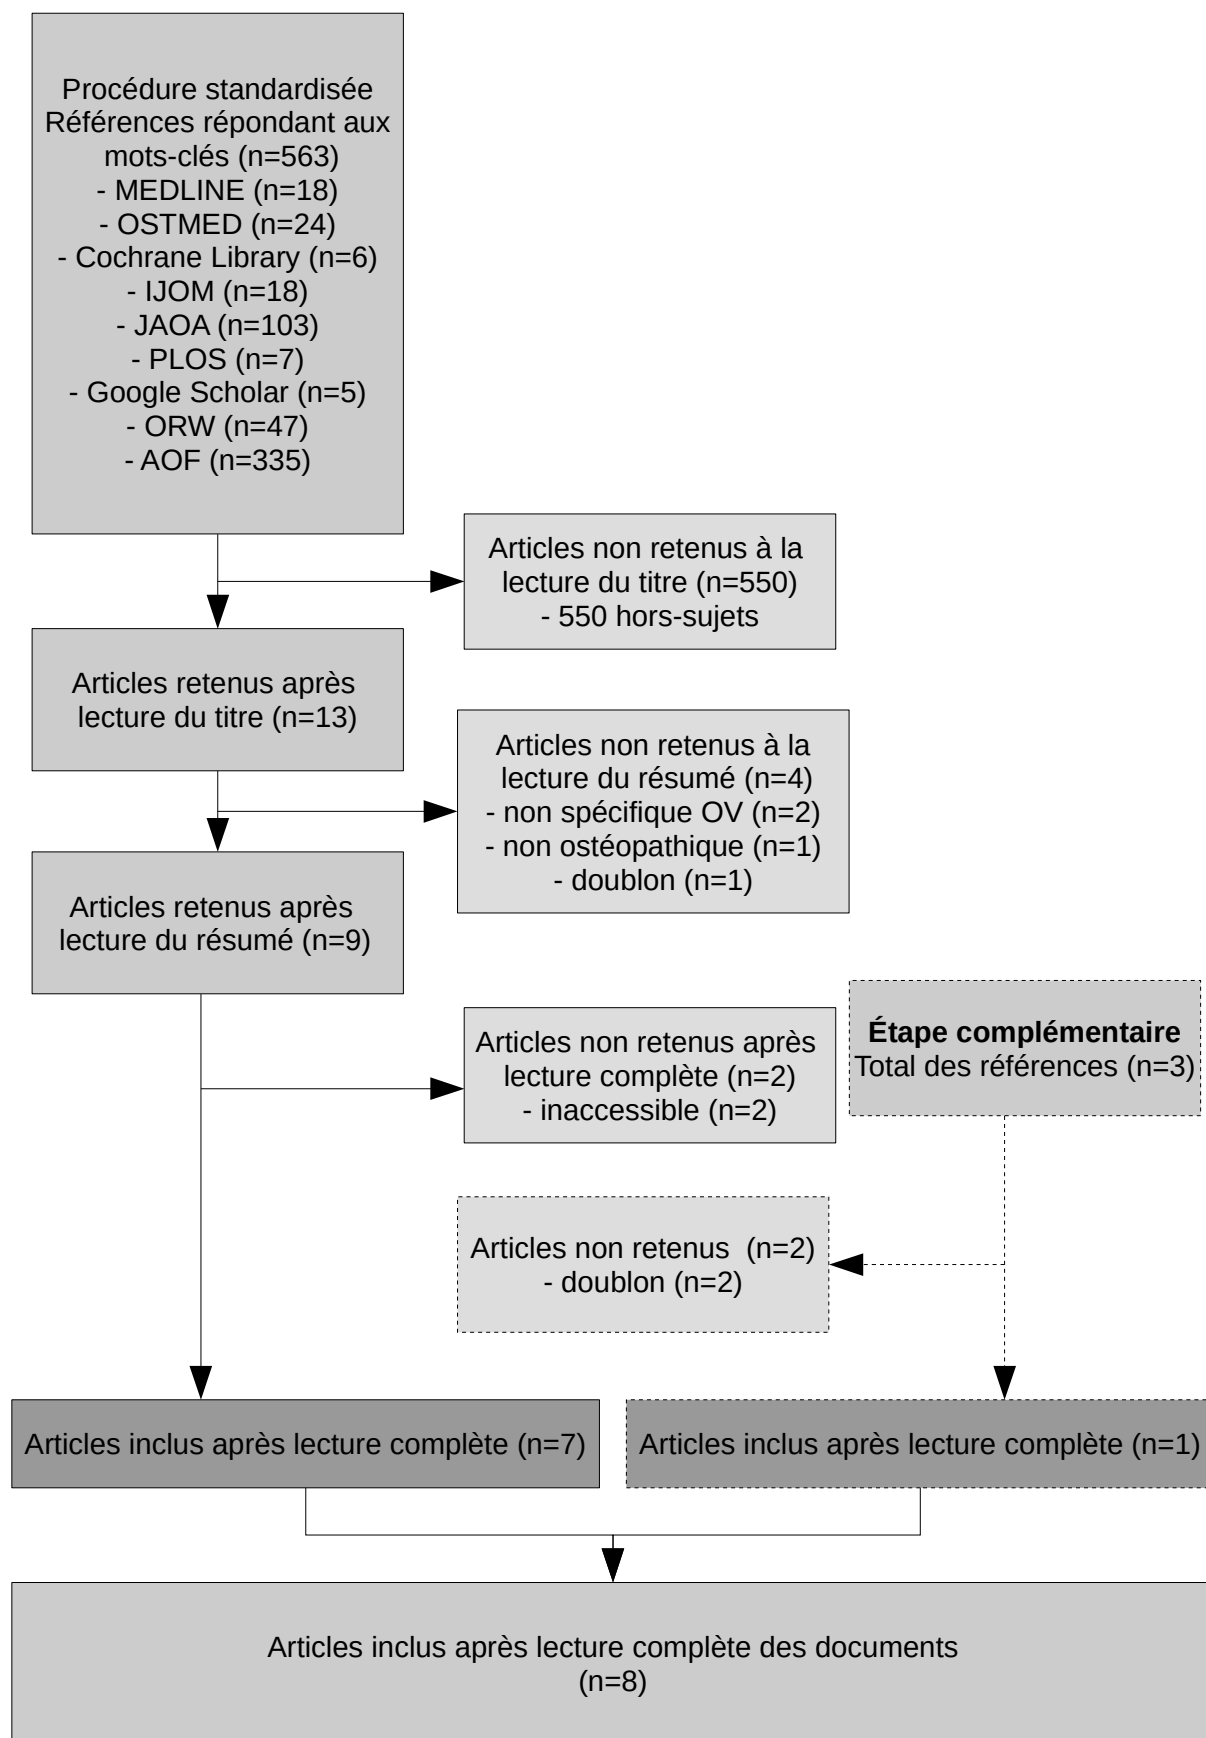 Procédure standardisée
Références répondant aux
mots-clés (n=563)
- MEDLINE (n=18)
- OSTMED (n=24)
- Cochrane Library (n=6)
- IJOM (n=18)
- JAOA (n=103)
- PLOS (n=7)
- Google Scholar (n=5)
- ORW (n=47)
- AOF (n=335)
Articles non retenus à la
lecture du titre (n=550)
- 550 hors-sujets
Articles retenus après
lecture du titre (n=13)
Articles non retenus à la
lecture du résumé (n=4)
- non spécifique OV (n=2)
- non ostéopathique (n=1)
- doublon (n=1)
Articles retenus après
lecture du résumé (n=9)
Articles non retenus après
lecture complète (n=2)
- inaccessible (n=2)
Étape complémentaire
Total des références (n=3)
Articles non retenus  (n=2)
- doublon (n=2)
Articles inclus après lecture complète (n=7)
Articles inclus après lecture complète (n=1)
Articles inclus après lecture complète des documents
(n=8)